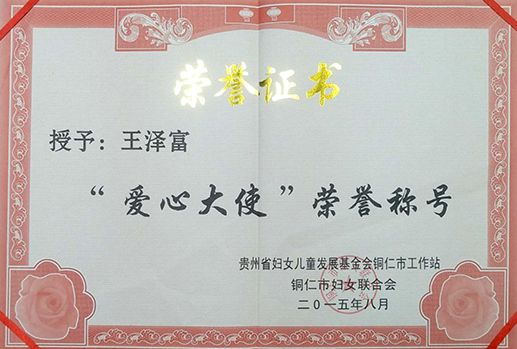 荣誉证书
授予：王泽富
“爱心大使”荣誉称号
贵州省妇女儿童发展基金会铜仁市工作站
铜仁市妇女联合会
二〇一五年八月